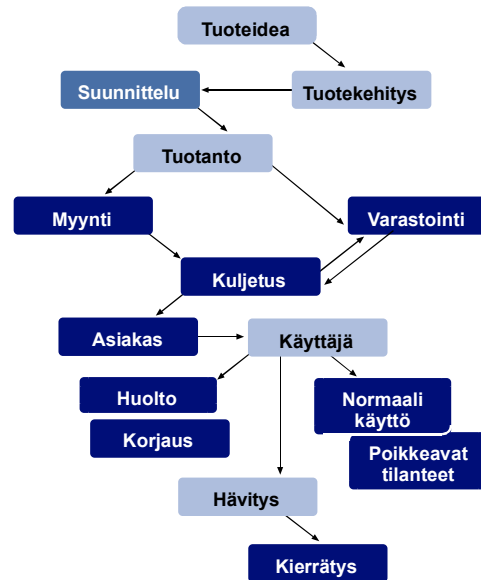 Tuoteidea
Suunnittelu
Tuotekehitys
Tuotanto
Myynti
Varastointi
Kuljetus
Asiakas
Käyttäjä
Huolto
Normaali
käyttö
Korjaus
Poikkeavat
tilanteet
Hävitys
Kierrätys